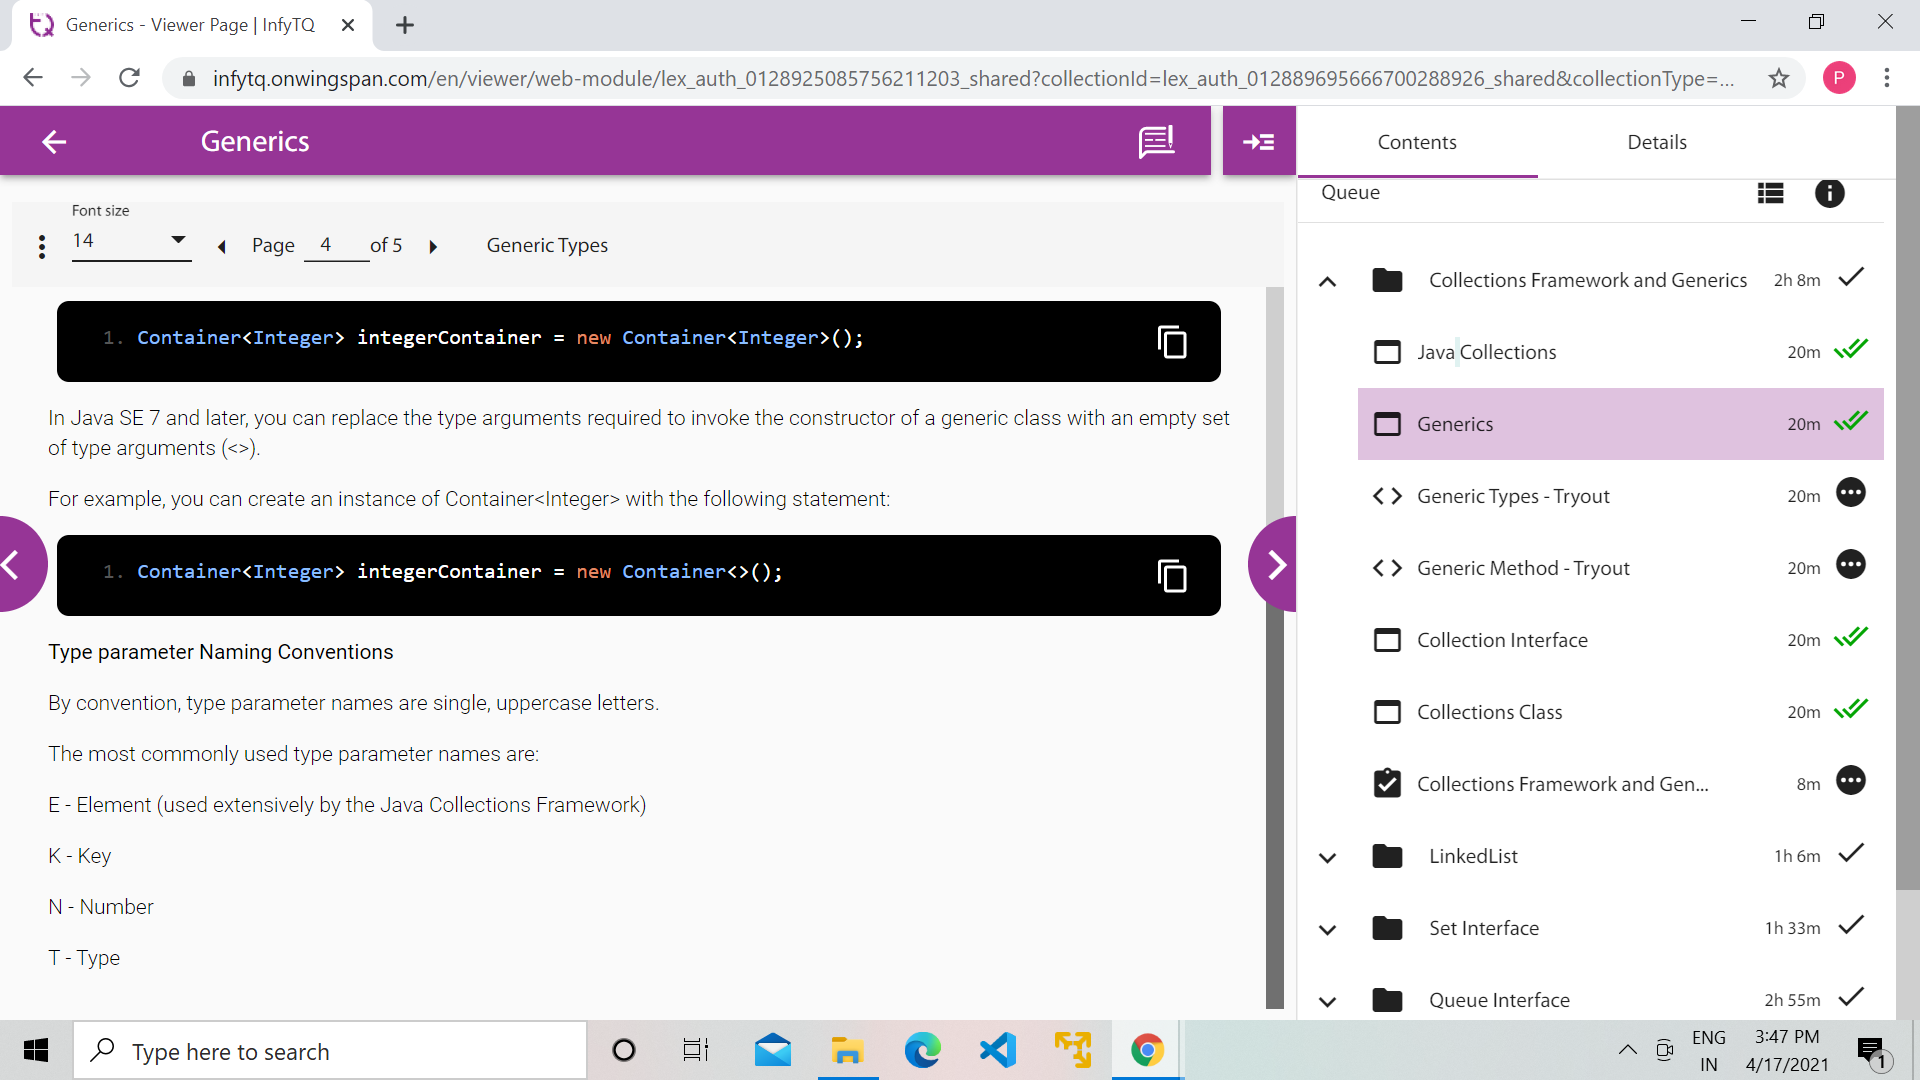 Generics - Viewer Page | InfyTQ
infytq.onwingspan.com/en/viewer/web-module/lex_auth_0128925085756211203_shared?collectionId=lex_auth_012889695666700288926_shared&collectionType=...
P
Generics
Contents
Details
Queue
Font size
14
Page 4 of 5
Generic Types
1. Container<Integer> integerContainer = new Container<Integer>();
In Java SE 7 and later, you can replace the type arguments required to invoke the constructor of a generic class with an empty set
of type arguments (<>).
For example, you can create an instance of Container<Integer> with the following statement:
1. Container<Integer> integerContainer = new Container<>();
Type parameter Naming Conventions
By convention, type parameter names are single, uppercase letters.
The most commonly used type parameter names are:
E - Element (used extensively by the Java Collections Framework)
K - Key
N - Number
T - Type
Collections Framework and Generics 2h 8m
Java Collections 20m
Generics 20m
Generic Types - Tryout 20m
Generic Method - Tryout 20m
Collection Interface 20m
Collections Class 20m
Collections Framework and Gen... 8m
LinkedList 1h 6m
Set Interface 1h 33m
Queue Interface 2h 55m
Type here to search
ENG
IN
3:47 PM
4/17/2021
1